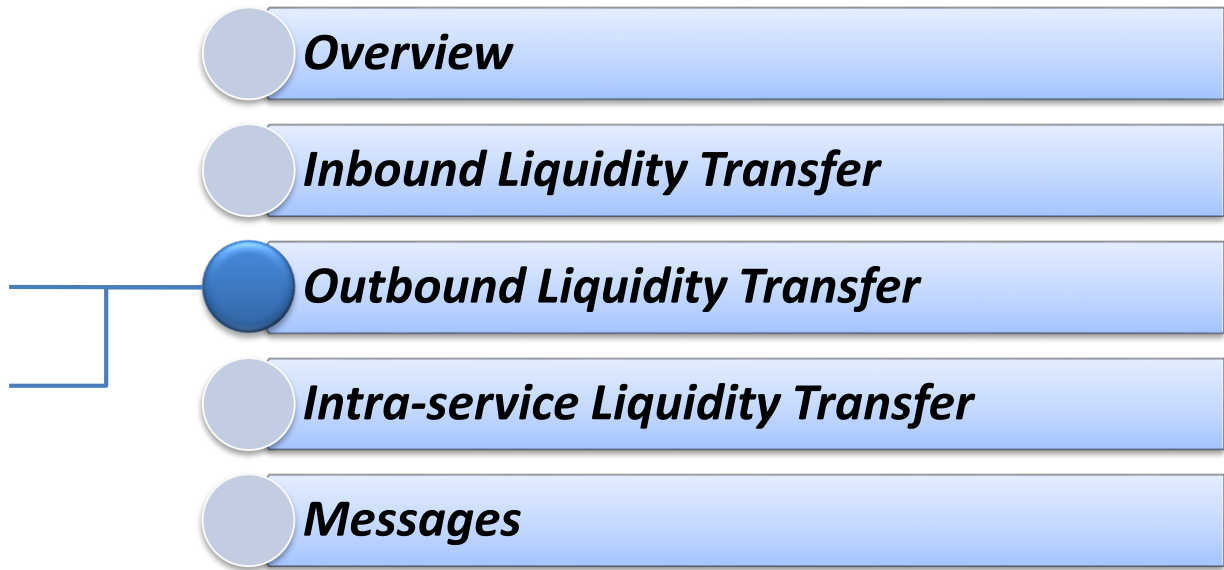 Overview
Inbound Liquidity Transfer
Outbound Liquidity Transfer
Intra-service Liquidity Transfer
Messages